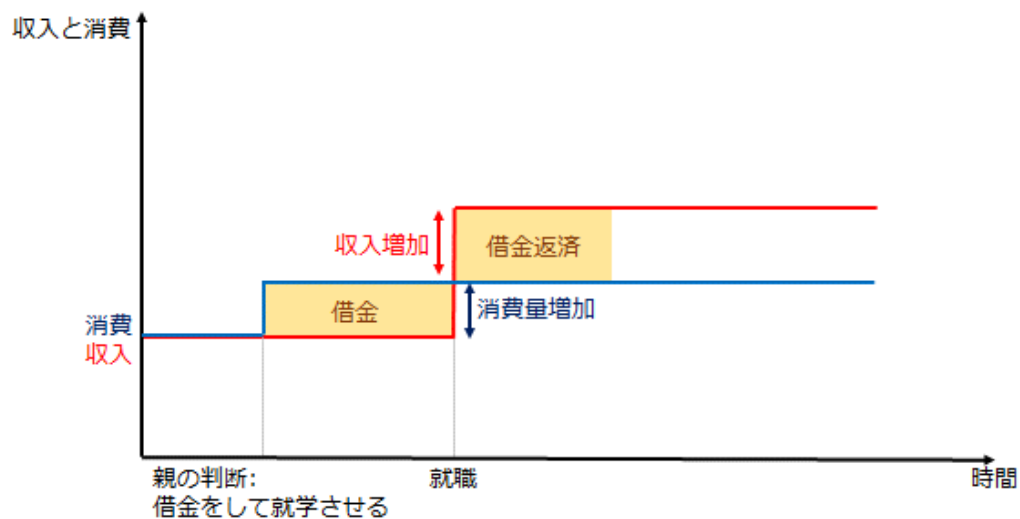 収入と消費
収入増加
借金返済
借金
消費量増加
消費
収入
親の判断:
借金をして就学させる
就職
時間